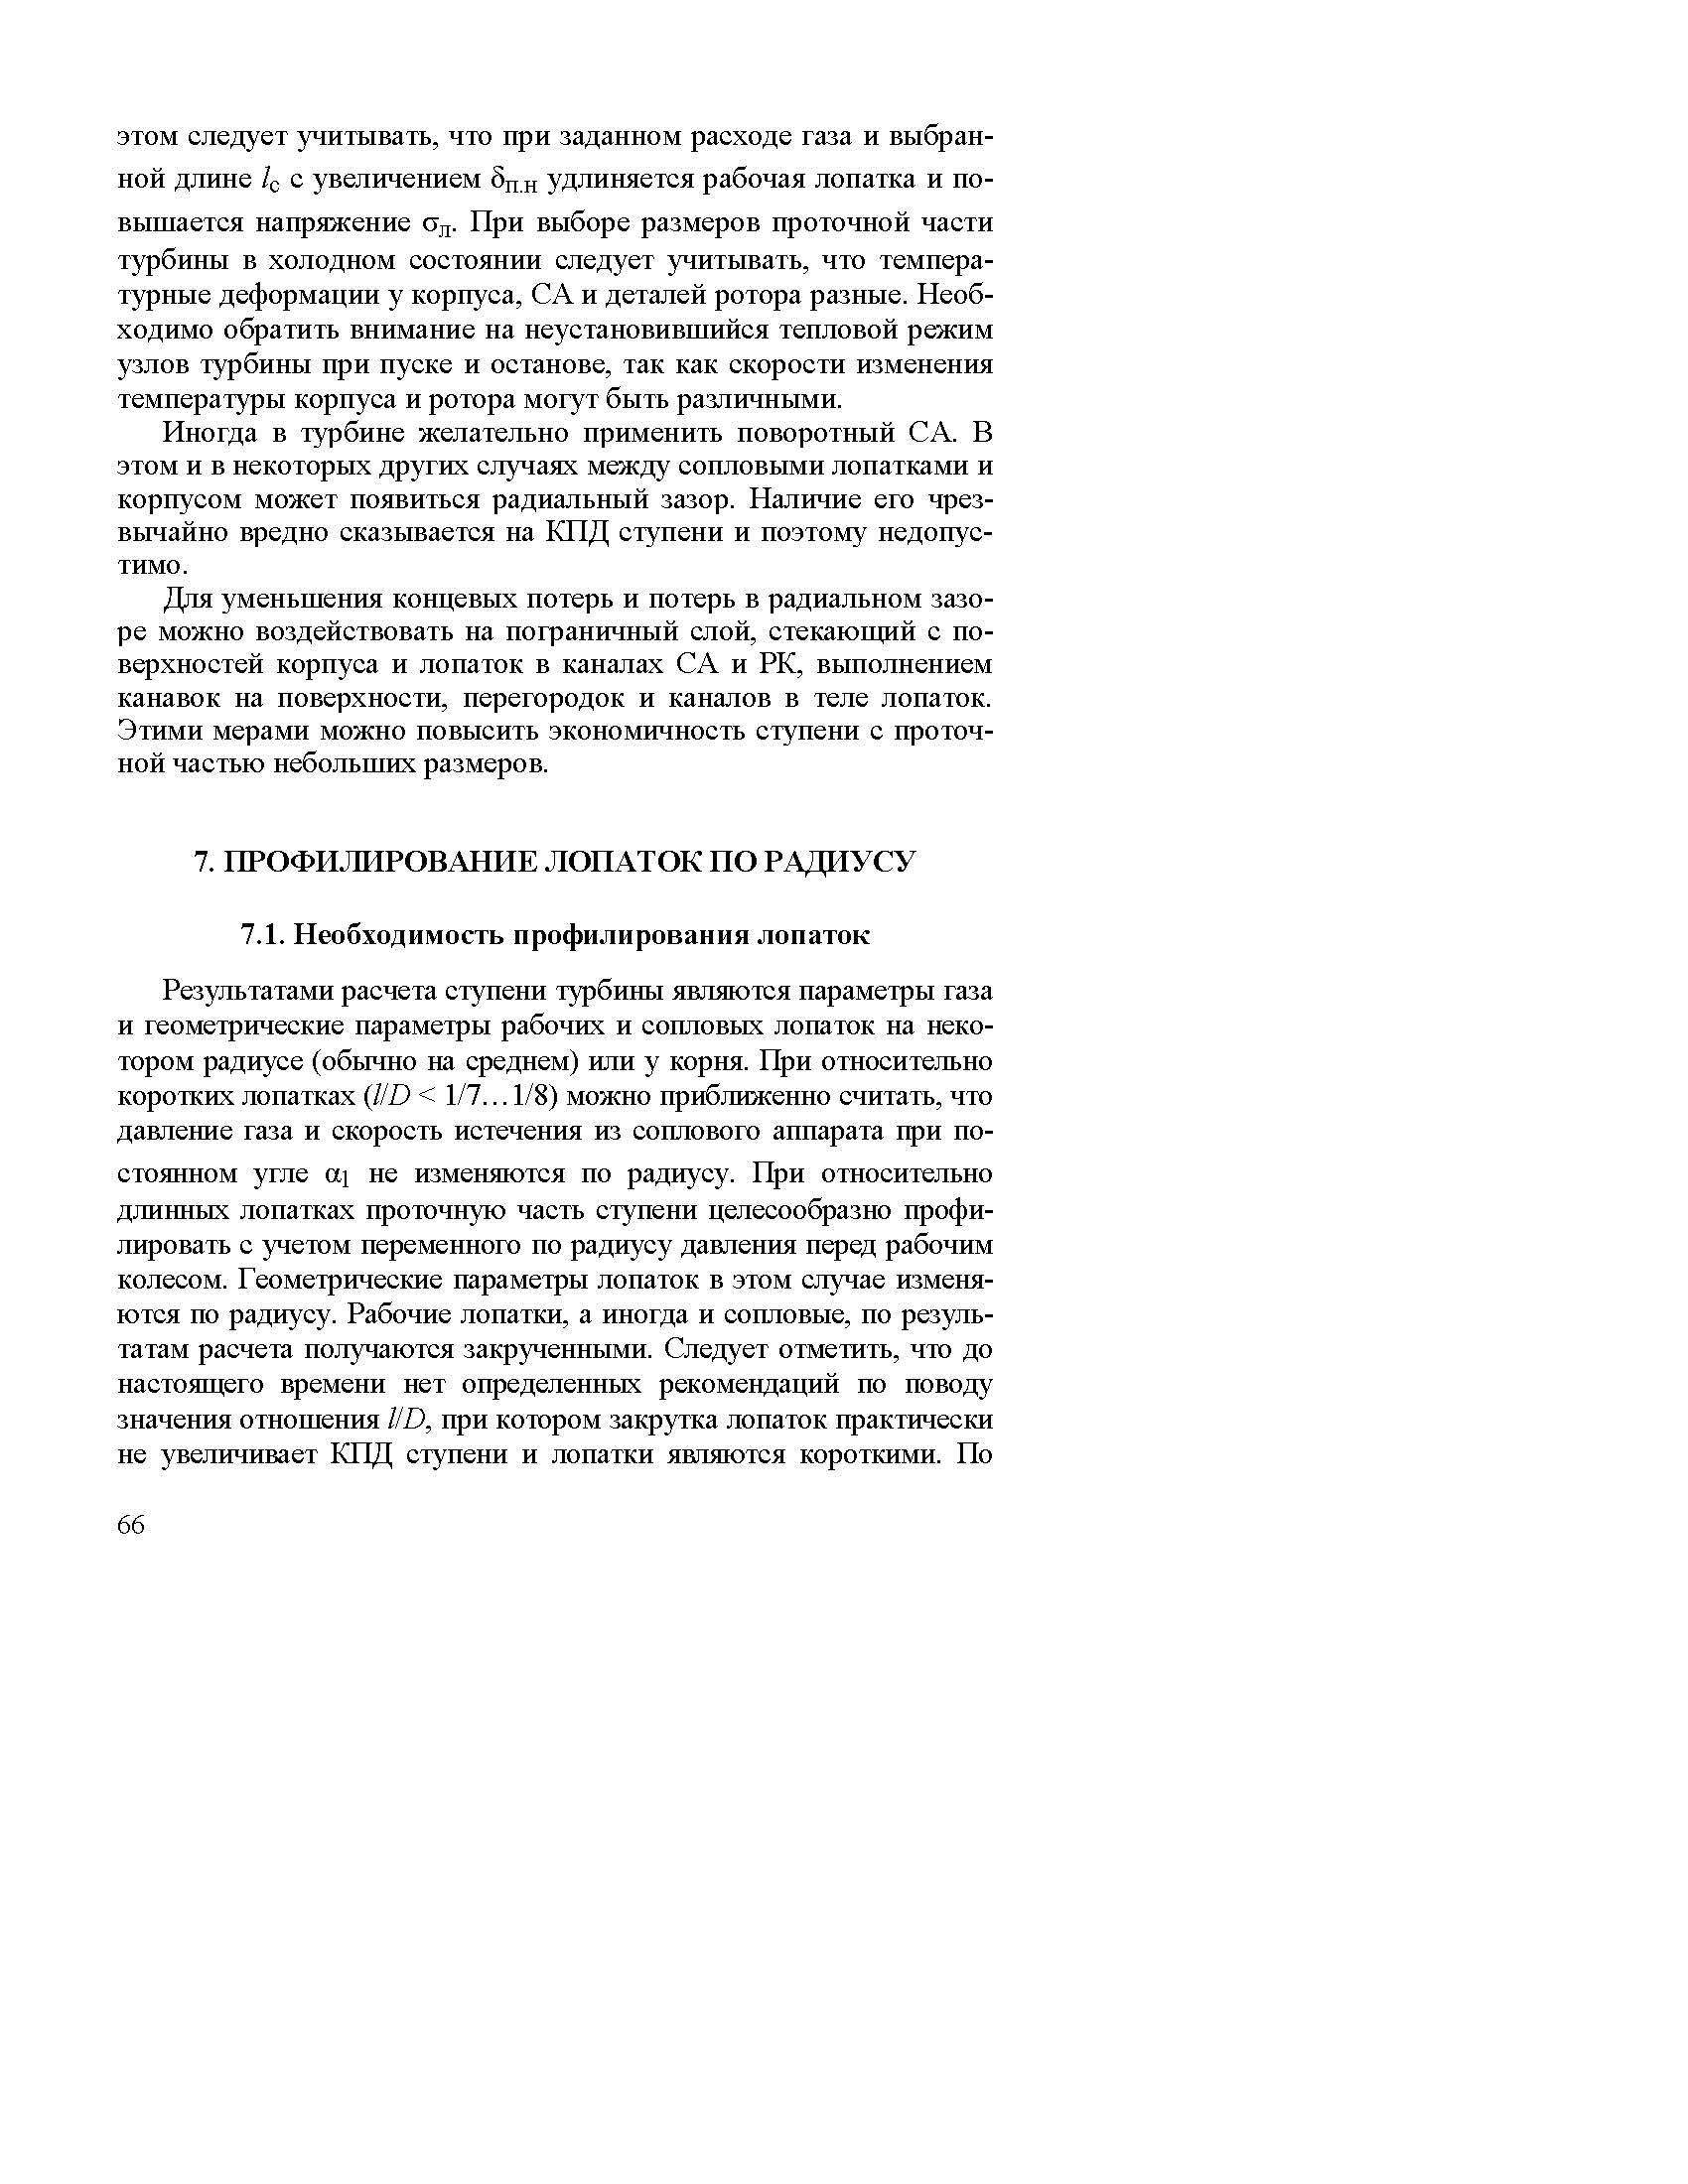 этом следует учитывать, что при заданном расходе газа и выбран-
ной длине lс с увеличением δп.н удлиняется рабочая лопатка и по-
вышается напряжение σл. При выборе размеров проточной части
турбины в холодном состоянии следует учитывать, что темпера-
турные деформации у корпуса, СА и деталей ротора разные. Необ-
ходимо обратить внимание на неустановившийся тепловой режим
узлов турбины при пуске и останове, так как скорости изменения
температуры корпуса и ротора могут быть различными.
Иногда в турбине желательно применить поворотный СА. В
этом и в некоторых других случаях между сопловыми лопатками и
корпусом может появиться радиальный зазор. Наличие его чрез-
вычайно вредно сказывается на КПД ступени и поэтому недопус-
тимо.
Для уменьшения концевых потерь и потерь в радиальном зазо-
ре можно воздействовать на пограничный слой, стекающий с по-
верхностей корпуса и лопаток в каналах СА и РК, выполнением
канавок на поверхности, перегородок и каналов в теле лопаток.
Этими мерами можно повысить экономичность ступени с проточ-
ной частью небольших размеров.
7. ПРОФИЛИРОВАНИЕ ЛОПАТОК ПО РАДИУСУ
7.1. Необходимость профилирования лопаток
Результатами расчета ступени турбины являются параметры газа
и геометрические параметры рабочих и сопловых лопаток на неко-
тором радиусе (обычно на среднем) или у корня. При относительно
коротких лопатках (l/D < 1/7…1/8) можно приближенно считать, что
давление газа и скорость истечения из соплового аппарата при по-
стоянном угле α1 не изменяются по радиусу. При относительно
длинных лопатках проточную часть ступени целесообразно профи-
лировать с учетом переменного по радиусу давления перед рабочим
колесом. Геометрические параметры лопаток в этом случае изменя-
ются по радиусу. Рабочие лопатки, а иногда и сопловые, по резуль-
татам расчета получаются закрученными. Следует отметить, что до
настоящего времени нет определенных рекомендаций по поводу
значения отношения l/D, при котором закрутка лопаток практически
не увеличивает КПД ступени и лопатки являются короткими. По
66